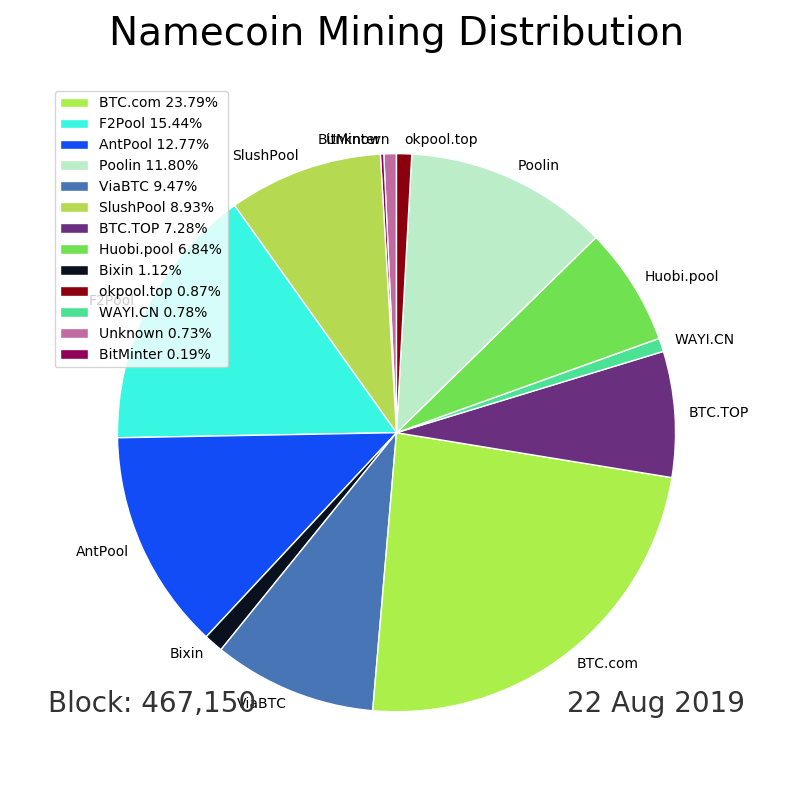 Namecoin Mining Distribution
BTC.com 23.79%
F2Pool 15.44%
AntPool 12.77%
Poolin 11.80%
ViaBTC 9.47%
SlushPool 8.93%
BTC.TOP 7.28%
Huobi.pool 6.84%
Bixin 1.12%
okpool.top 0.87%
WAYI.CN 0.78%
Unknown 0.73%
BitMinter 0.19%
SlushPool
BitMinter
Unknown
okpool.top
Poolin
Huobi.pool
WAYI.CN
BTC.TOP
F2Pool
AntPool
Bixin
ViaBTC
BTC.com
Block: 467,150
22 Aug 2019